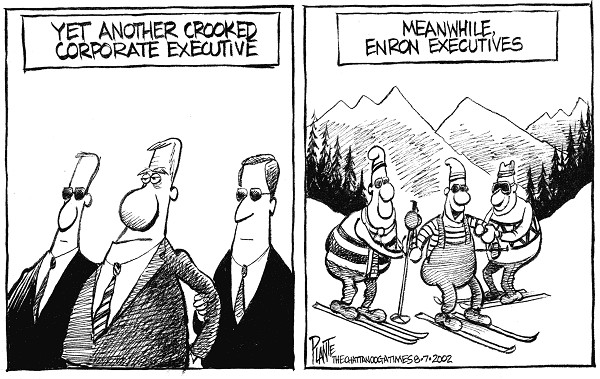 YET ANOTHER CROOKED
CORPORATE EXECUTIVE
MEANWHILE,
ENRON EXECUTIVES
PLANTE
THE CHATTANOOGA TIMES 8•7•2002